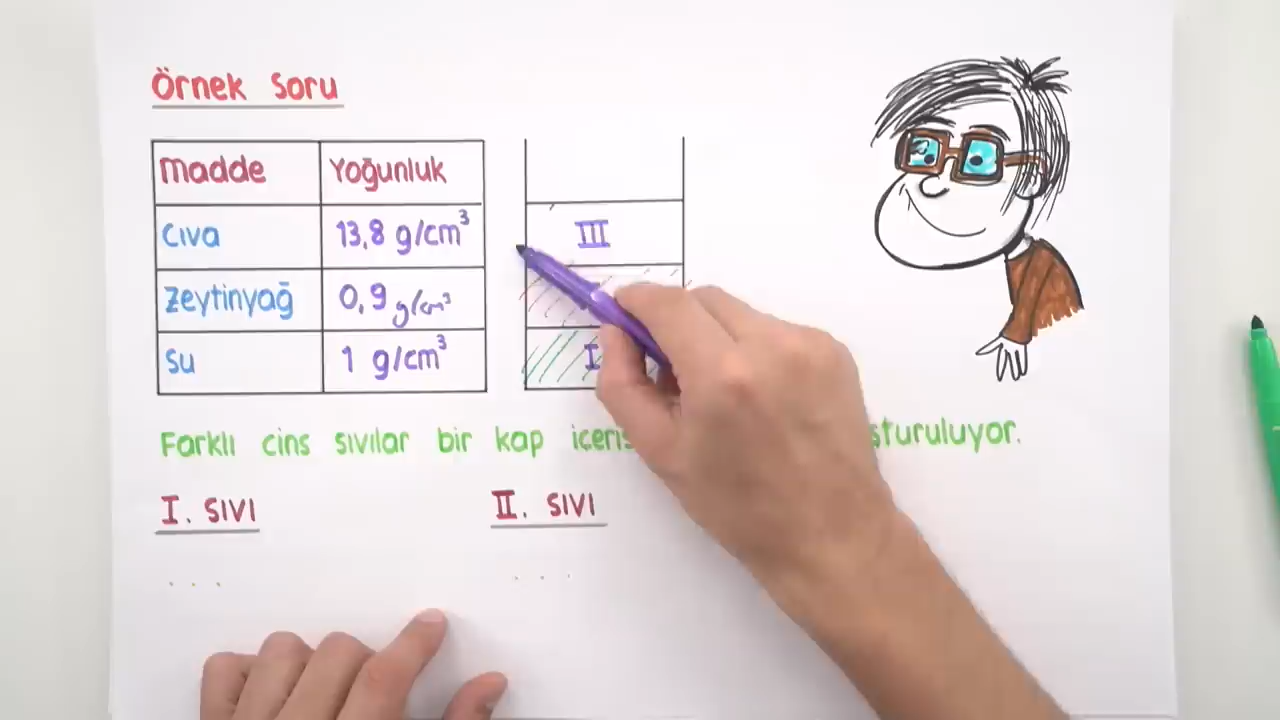 Örnek Soru
Madde Yoğunluk
Cıva 13,8 g/cm³
Zeytinyağ 0,9 g/cm³
Su 1 g/cm³
III
I
Farklı cins sıvılar bir kap
I. SIVI II. SIVI
. . . . . .